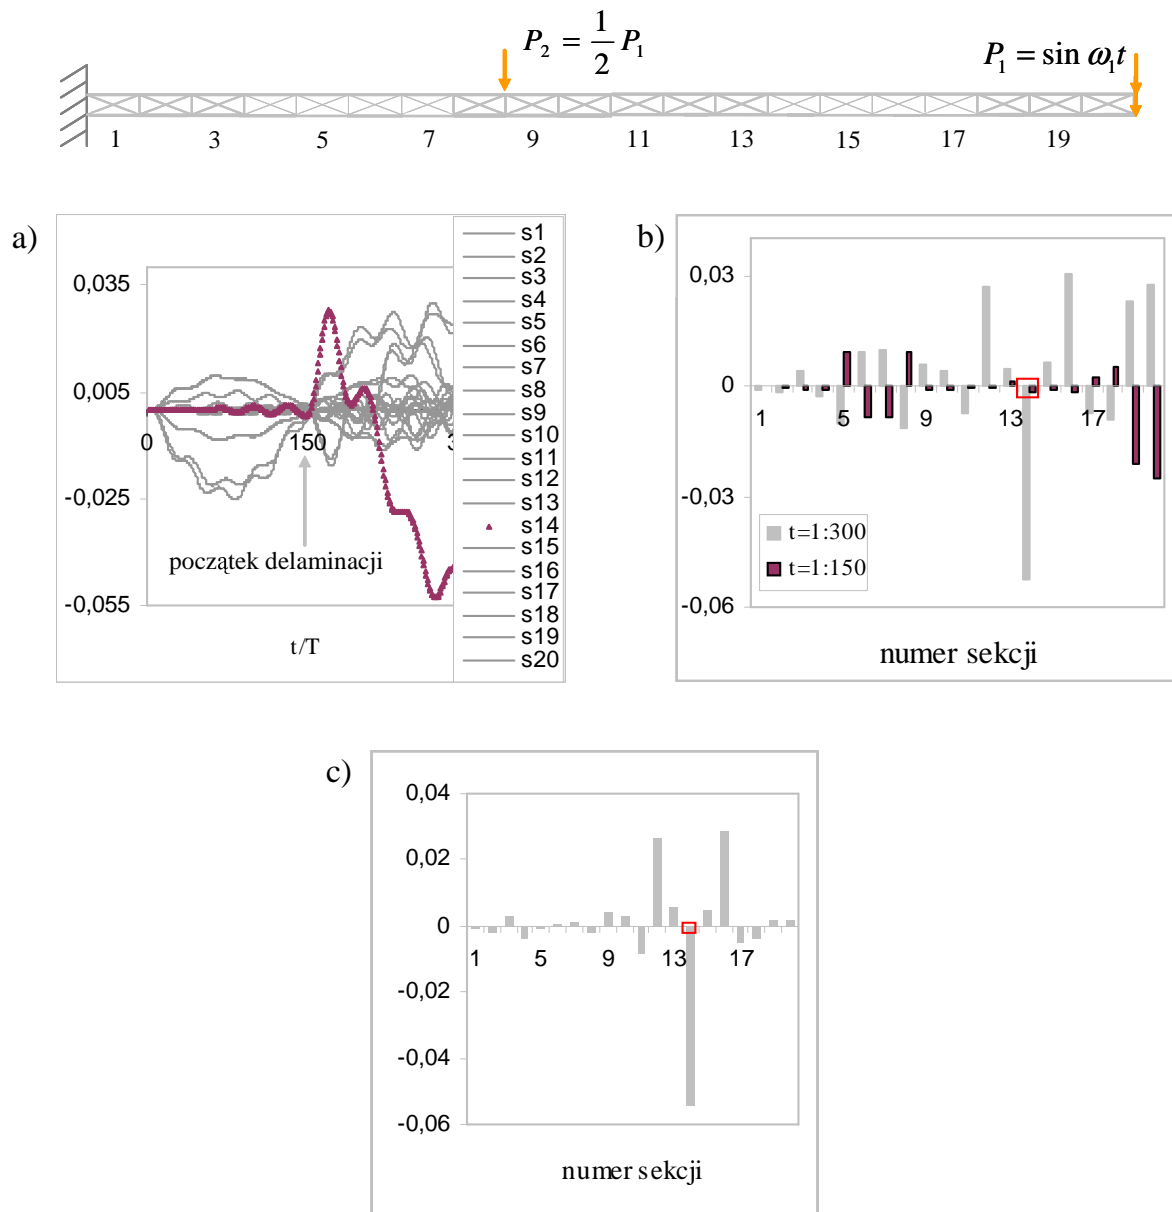 P₂ = 1/2 P₁
P₁ = sin ω₁t
1 3 5 7 9 11 13 15 17 19
a)
0,035
0,005
-0,025
-0,055
0 150 3
początek delaminacji
t/T
s1
s2
s3
s4
s5
s6
s7
s8
s9
s10
s11
s12
s13
s14
s15
s16
s17
s18
s19
s20
b)
0,03
0
-0,03
-0,06
1 5 9 13 17
t=1:300
t=1:150
numer sekcji
c)
0,04
0,02
0
-0,02
-0,04
-0,06
1 5 9 13 17
numer sekcji